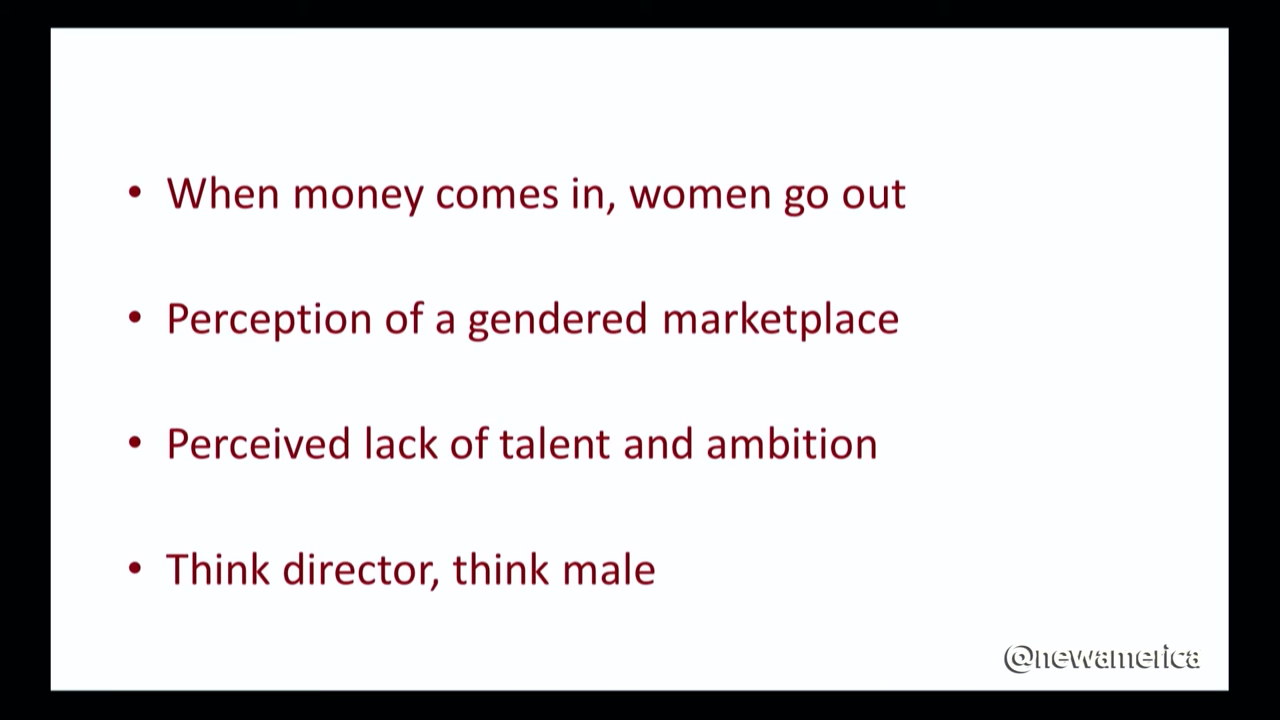 • When money comes in, women go out
• Perception of a gendered marketplace
• Perceived lack of talent and ambition
• Think director, think male
@newamerica